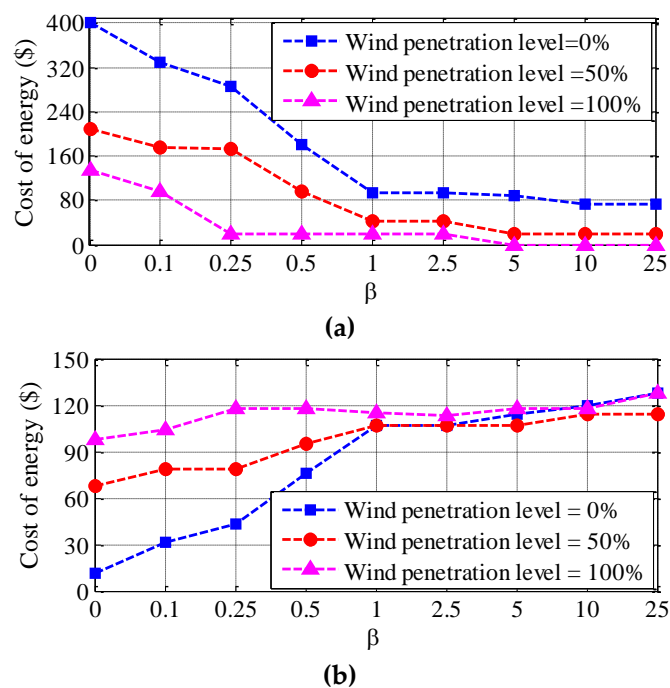 Cost of energy ($)
400
320
240
160
80
0
Wind penetration level=0%
Wind penetration level =50%
Wind penetration level =100%
0 0.1 0.25 0.5 1 2.5 5 10 25
β
(a)
Cost of energy ($)
150
120
90
60
30
0
Wind penetration level = 0%
Wind penetration level = 50%
Wind penetration level = 100%
0 0.1 0.25 0.5 1 2.5 5 10 25
β
(b)